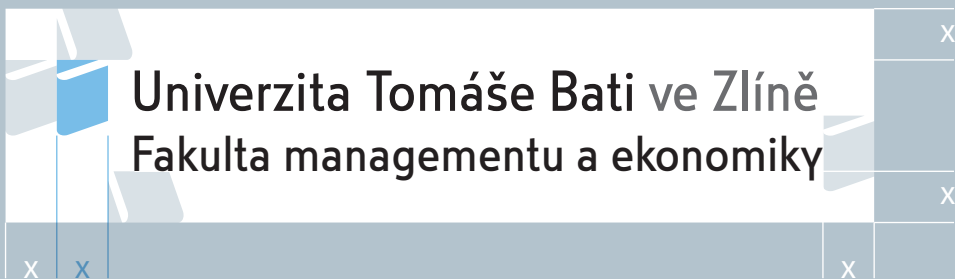 x
Univerzita Tomáše Bati ve Zlíně
Fakulta managementu a ekonomiky
x
x x x